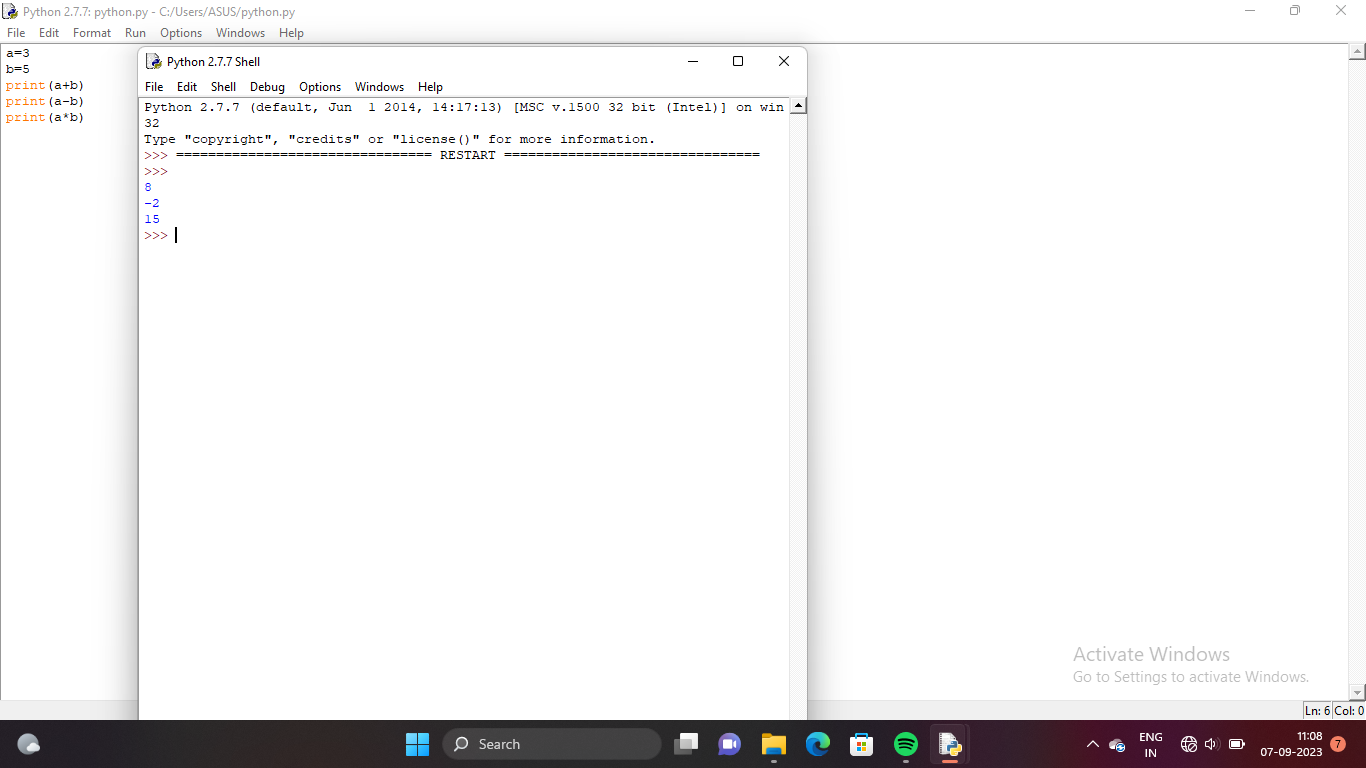 Python 2.7.7: python.py - C:/Users/ASUS/python.py
File Edit Format Run Options Windows Help
a=3
b=5
print(a+b)
print(a-b)
print(a*b)
Python 2.7.7 Shell
File Edit Shell Debug Options Windows Help
Python 2.7.7 (default, Jun  1 2014, 14:17:13) [MSC v.1500 32 bit (Intel)] on win
32
Type "copyright", "credits" or "license()" for more information.
>>> ================================ RESTART ================================
>>>
8
-2
15
>>>
Activate Windows
Go to Settings to activate Windows.
Ln: 6 Col: 0
Search
ENG
IN
11:08
07-09-2023
7